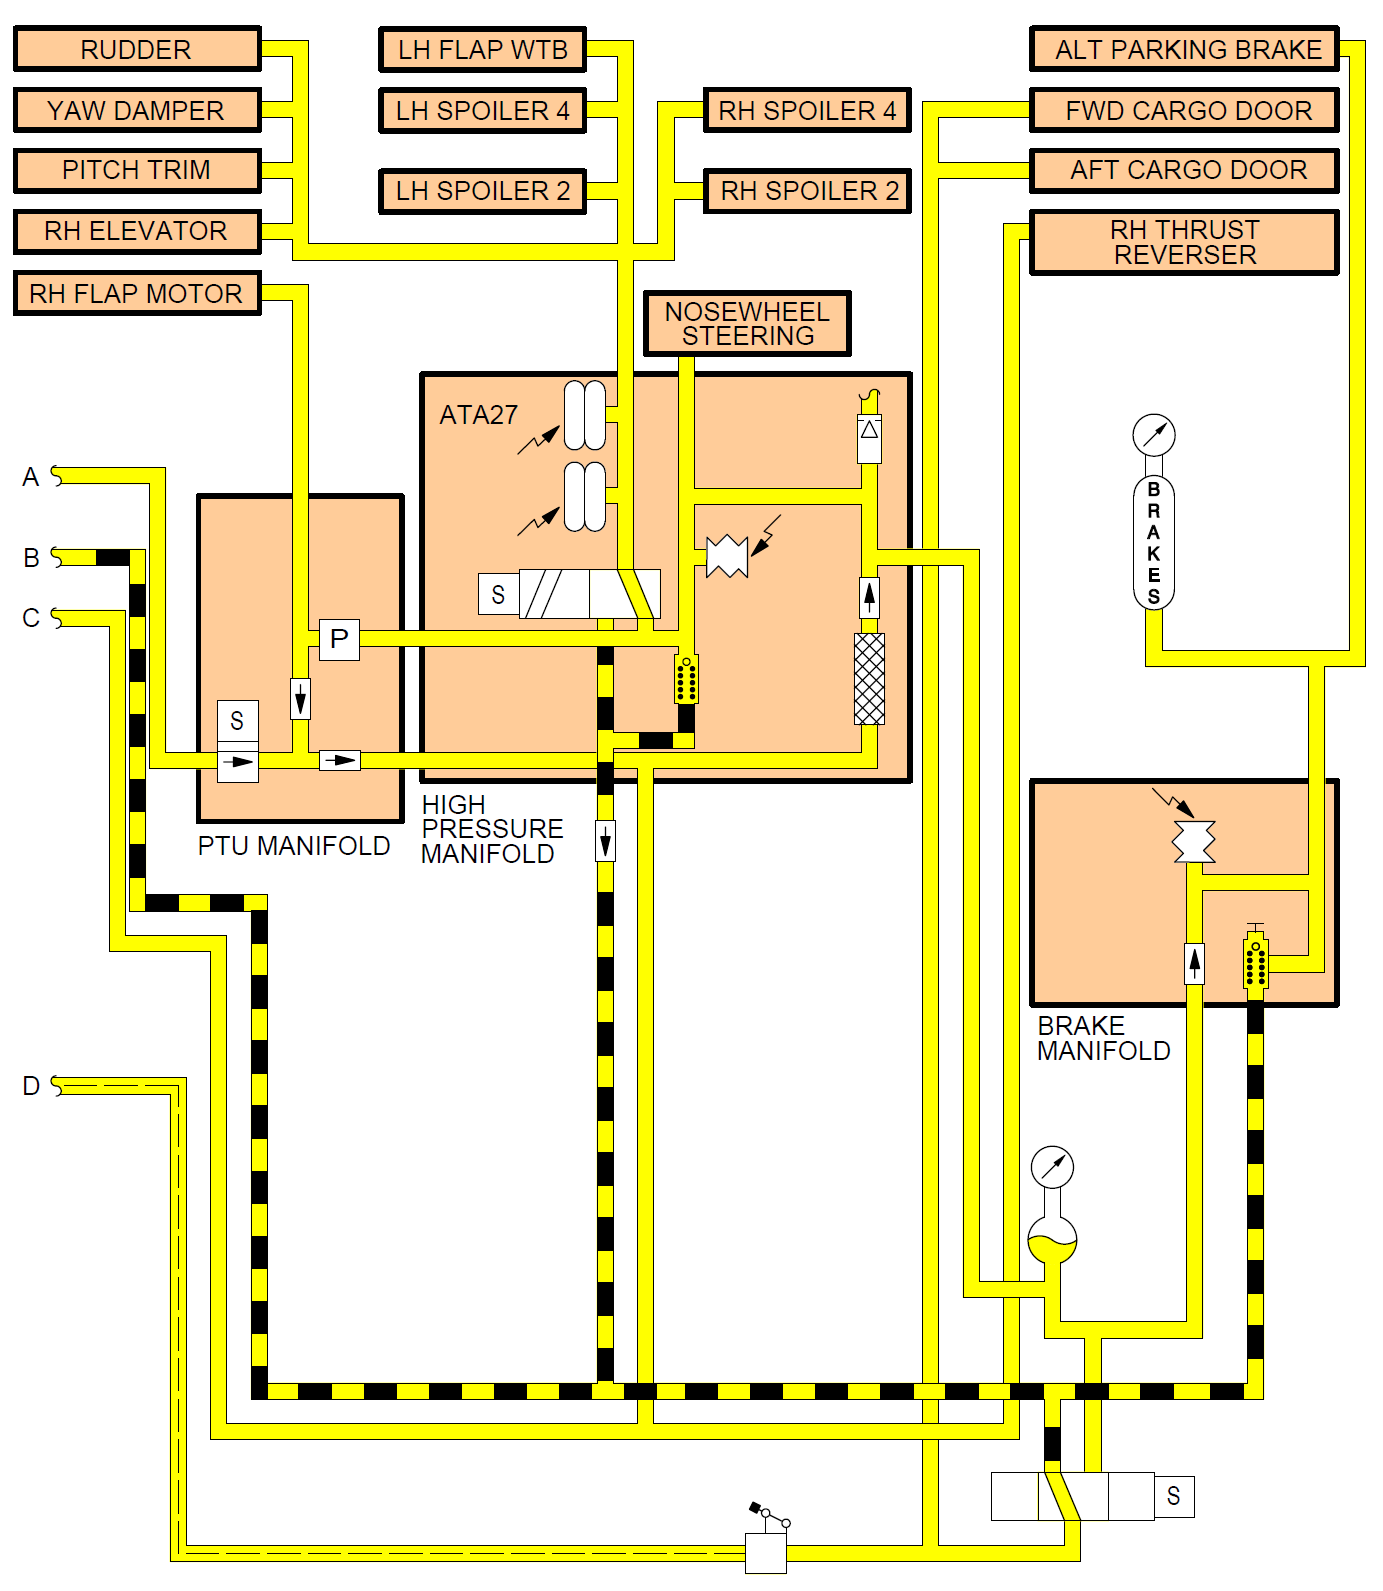 RUDDER
LH FLAP WTB
ALT PARKING BRAKE
YAW DAMPER
LH SPOILER 4
RH SPOILER 4
FWD CARGO DOOR
PITCH TRIM
AFT CARGO DOOR
LH SPOILER 2
RH SPOILER 2
RH ELEVATOR
RH THRUST
REVERSER
RH FLAP MOTOR
NOSEWHEEL
STEERING
ATA27
A
B
C
BRAKES
S
P
S
HIGH
PRESSURE
MANIFOLD
PTU MANIFOLD
BRAKE
MANIFOLD
D
S